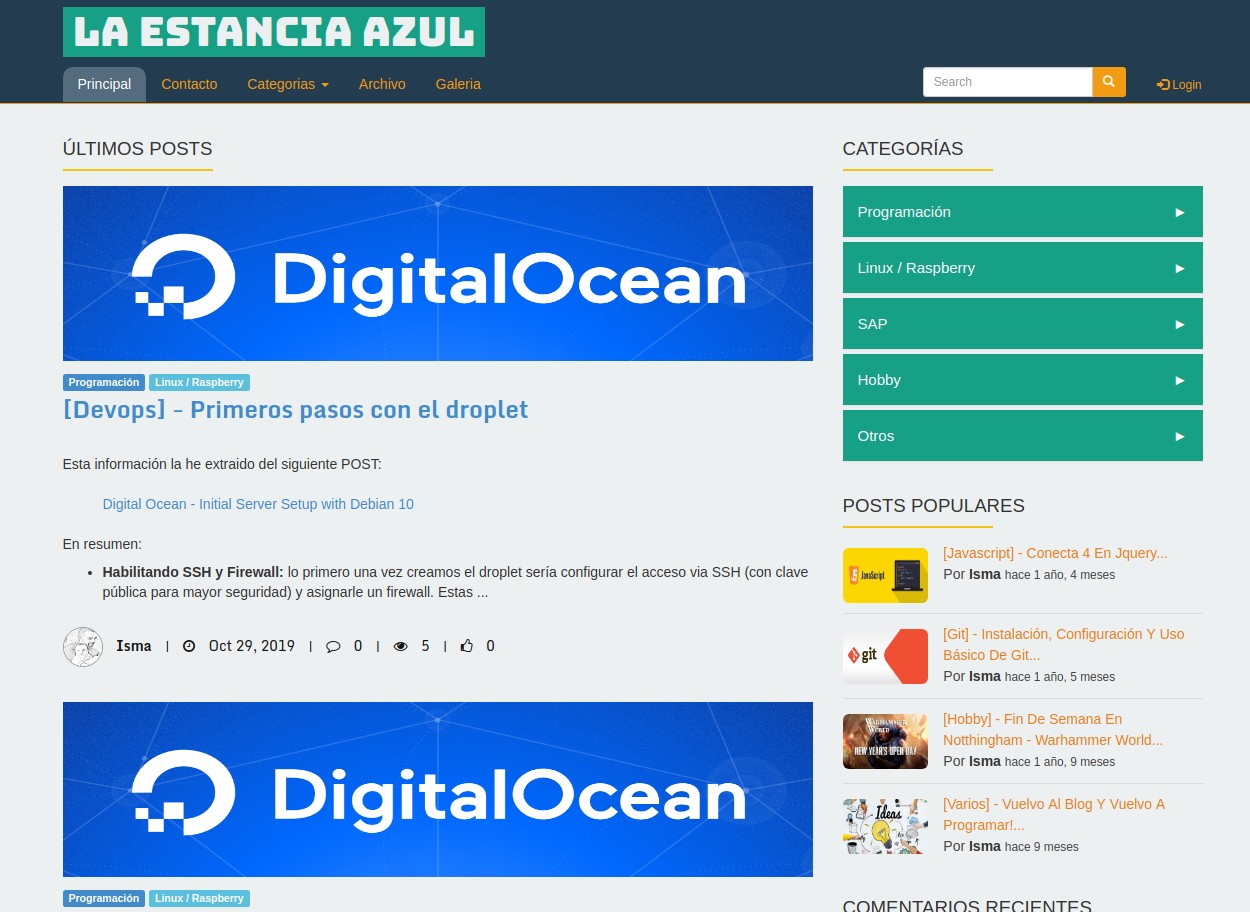 LA ESTANCIA AZUL
Principal
Contacto
Categorias
Archivo
Galeria
Search
Login
ÚLTIMOS POSTS
DigitalOcean
Programación
Linux / Raspberry
[Devops] - Primeros pasos con el droplet
Esta información la he extraido del siguiente POST:
Digital Ocean - Initial Server Setup with Debian 10
En resumen:
• Habilitando SSH y Firewall: lo primero una vez creamos el droplet sería configurar el acceso via SSH (con clave
pública para mayor seguridad) y asignarle un firewall. Estas ...
Isma | Oct 29, 2019 | 0 | 5 | 0
DigitalOcean
Programación
Linux / Raspberry
CATEGORÍAS
Programación
Linux / Raspberry
SAP
Hobby
Otros
POSTS POPULARES
JavaScript
[Javascript] - Conecta 4 En Jquery...
Por Isma hace 1 año, 4 meses
git
[Git] - Instalación, Configuración Y Uso
Básico De Git...
Por Isma hace 1 año, 5 meses
Warhammer
World
NEW YEAR'S OPEN DAY
[Hobby] - Fin De Semana En
Notthingham - Warhammer World...
Por Isma hace 1 año, 9 meses
Ideas
[Varios] - Vuelvo Al Blog Y Vuelvo A
Programar!...
Por Isma hace 9 meses
COMENTARIOS RECIENTES